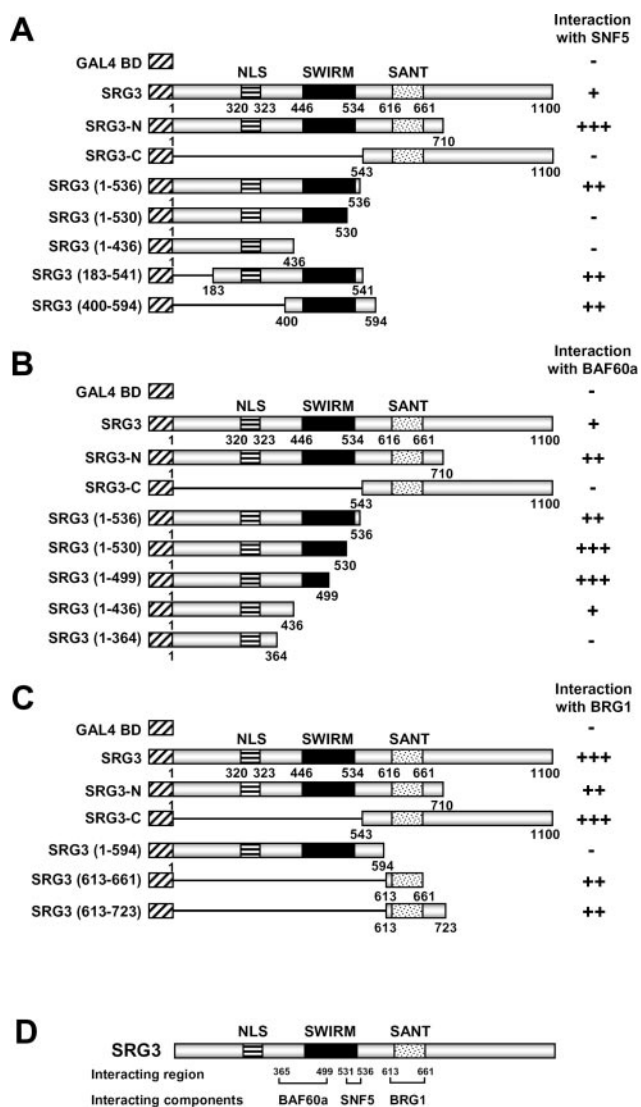 A
Interaction
with SNF5
GAL4 BD -
NLS SWIRM SANT
SRG3 +
1 320 323 446 534 616 661 1100
SRG3-N +++
1 710
SRG3-C -
543 1100
SRG3 (1-536) ++
1 536
SRG3 (1-530) -
1 530
SRG3 (1-436) -
1 436
SRG3 (183-541) ++
183 541
SRG3 (400-594) ++
400 594
B
Interaction
with BAF60a
GAL4 BD -
NLS SWIRM SANT
SRG3 +
1 320 323 446 534 616 661 1100
SRG3-N ++
1 710
SRG3-C -
543 1100
SRG3 (1-536) ++
1 536
SRG3 (1-530) +++
1 530
SRG3 (1-499) +++
1 499
SRG3 (1-436) +
1 436
SRG3 (1-364) -
1 364
C
Interaction
with BRG1
GAL4 BD -
NLS SWIRM SANT
SRG3 +++
1 320 323 446 534 616 661 1100
SRG3-N ++
1 710
SRG3-C +++
543 1100
SRG3 (1-594) -
1 594
SRG3 (613-661) ++
613 661
SRG3 (613-723) ++
613 723
D
NLS SWIRM SANT
SRG3
Interacting region 365 499 531 536 613 661
Interacting components BAF60a SNF5 BRG1